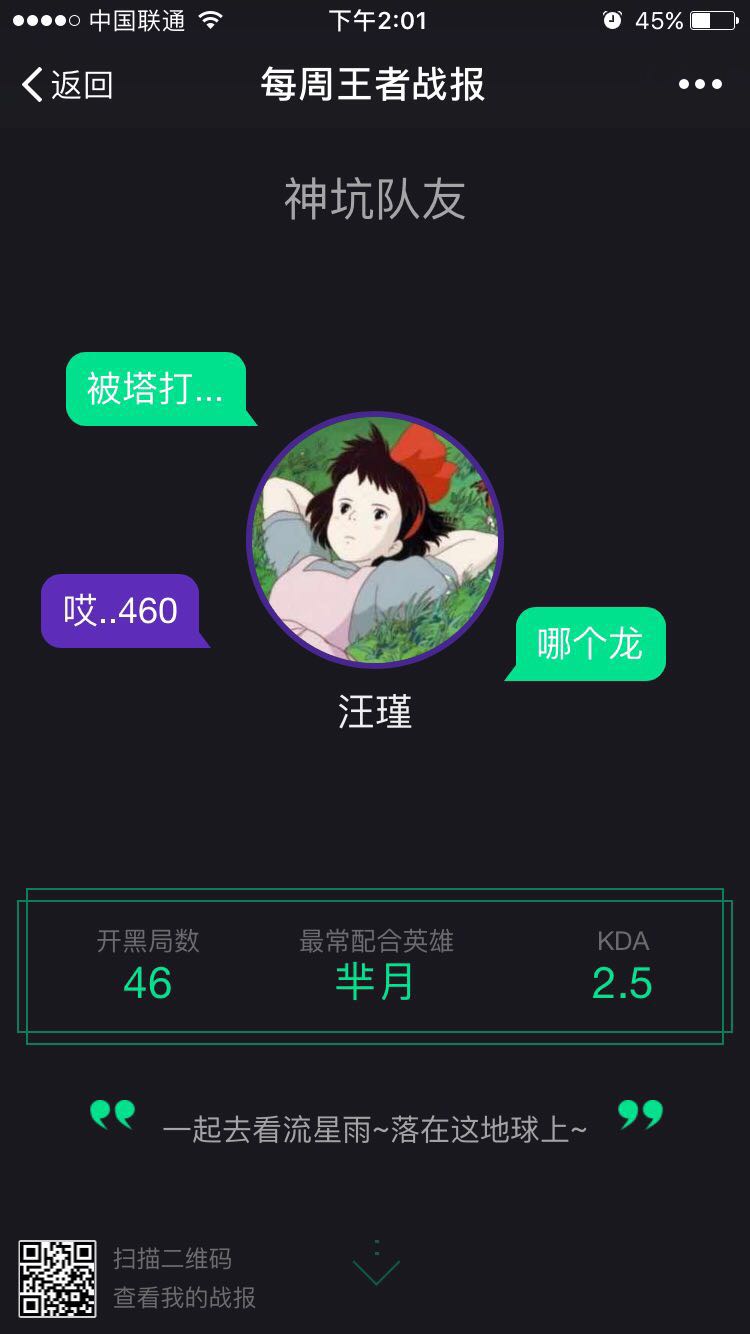 中国联通 下午2:01 45%
返回 每周王者战报
神坑队友
被塔打...
哎..460
哪个龙
汪瑾
开黑局数 最常配合英雄 KDA
46 芈月 2.5
一起去看流星雨~落在这地球上~
扫描二维码
查看我的战报